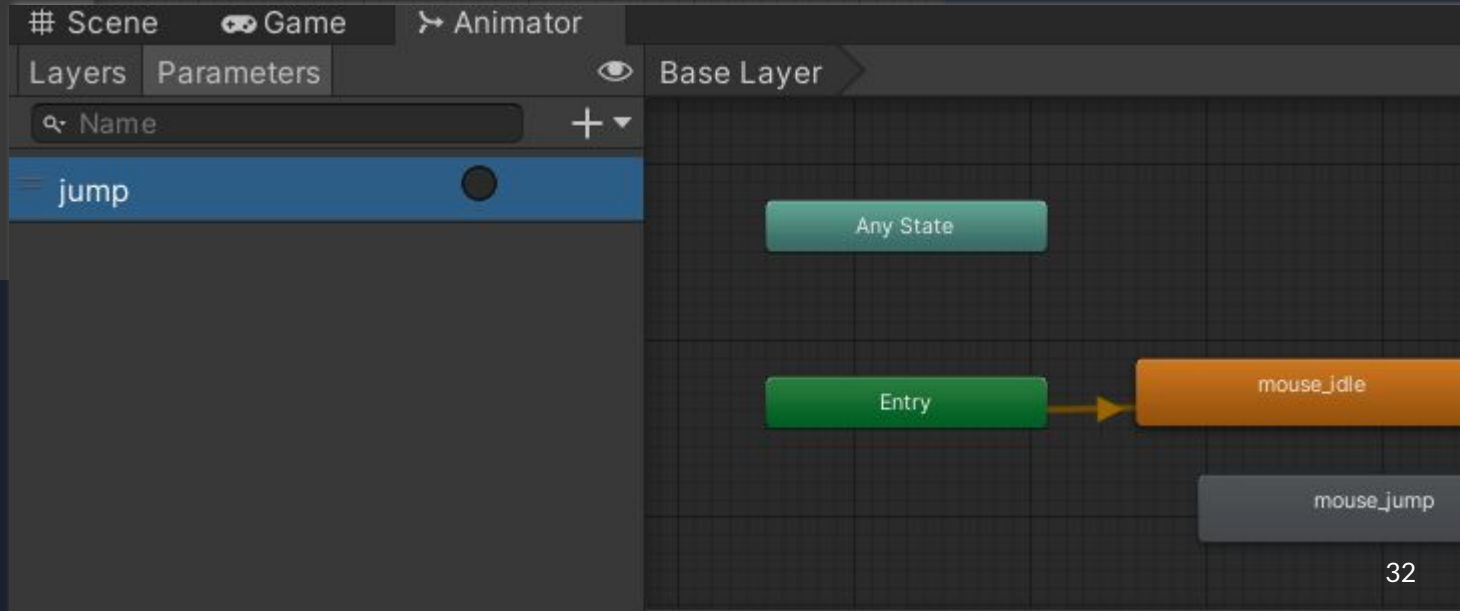 Scene Game Animator
Layers Parameters Base Layer
Name
jump
Any State
Entry
mouse_idle
mouse_jump
32